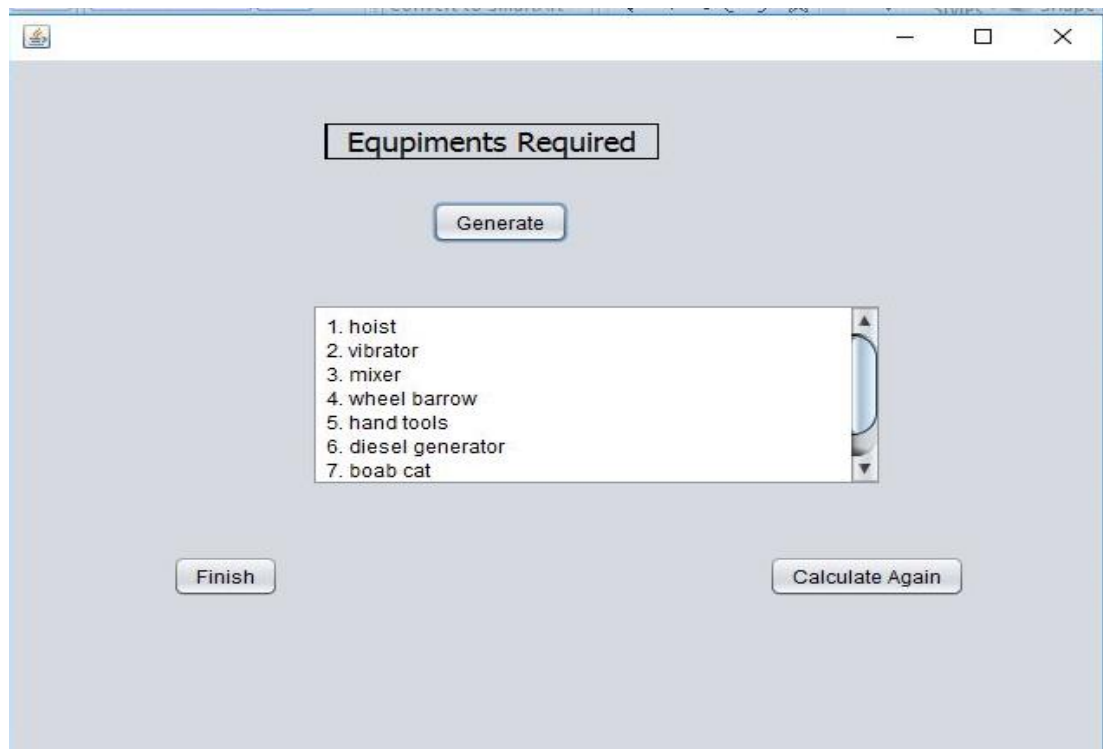 Equpiments Required
Generate
1. hoist
2. vibrator
3. mixer
4. wheel barrow
5. hand tools
6. diesel generator
7. boab cat
Finish
Calculate Again